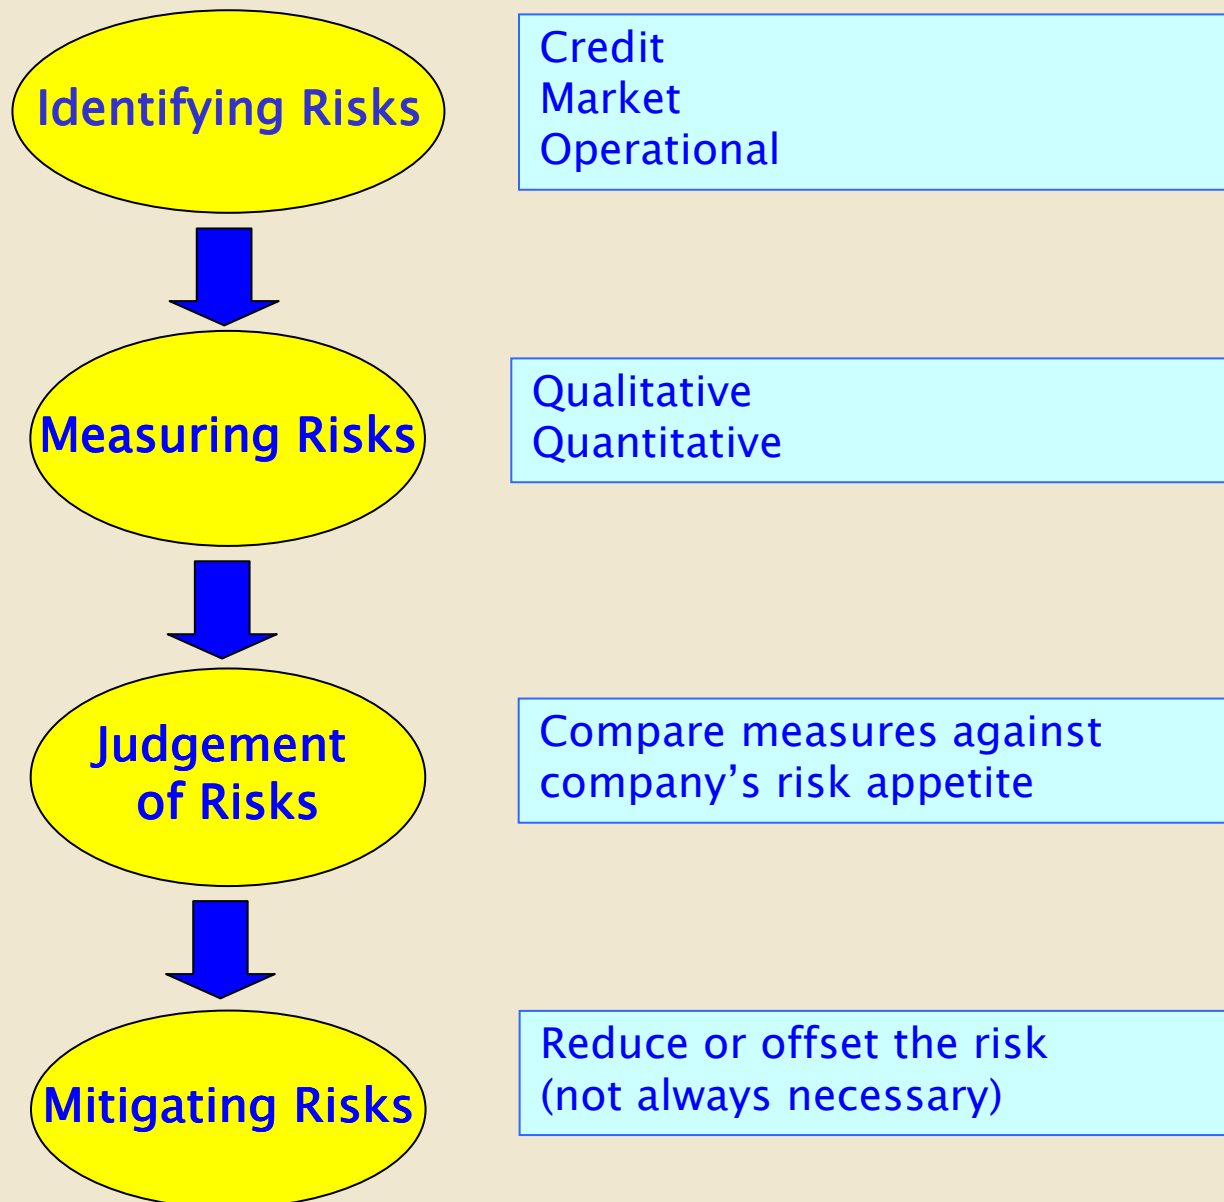 Identifying Risks
Credit
Market
Operational
Measuring Risks
Qualitative
Quantitative
Judgement
of Risks
Compare measures against
company’s risk appetite
Mitigating Risks
Reduce or offset the risk
(not always necessary)